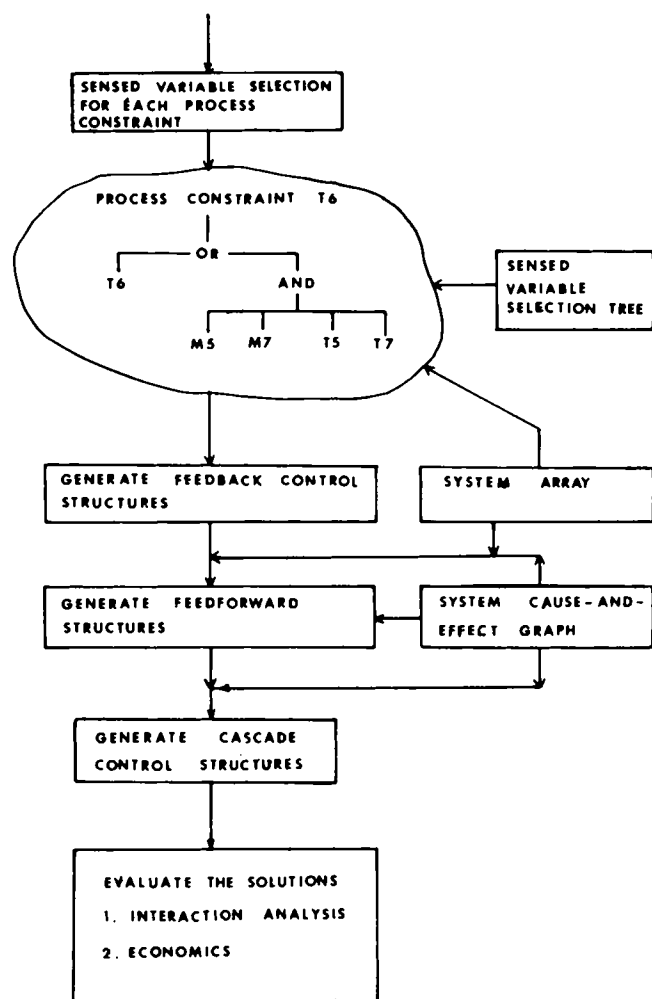 SENSED VARIABLE SELECTION
FOR EACH PROCESS
CONSTRAINT
PROCESS CONSTRAINT T6
OR
T6
AND
M5 M7 T5 T7
SENSED
VARIABLE
SELECTION TREE
GENERATE FEEDBACK CONTROL
STRUCTURES
SYSTEM ARRAY
GENERATE FEEDFORWARD
STRUCTURES
SYSTEM CAUSE-AND-
EFFECT GRAPH
GENERATE CASCADE
CONTROL STRUCTURES
EVALUATE THE SOLUTIONS
1. INTERACTION ANALYSIS
2. ECONOMICS